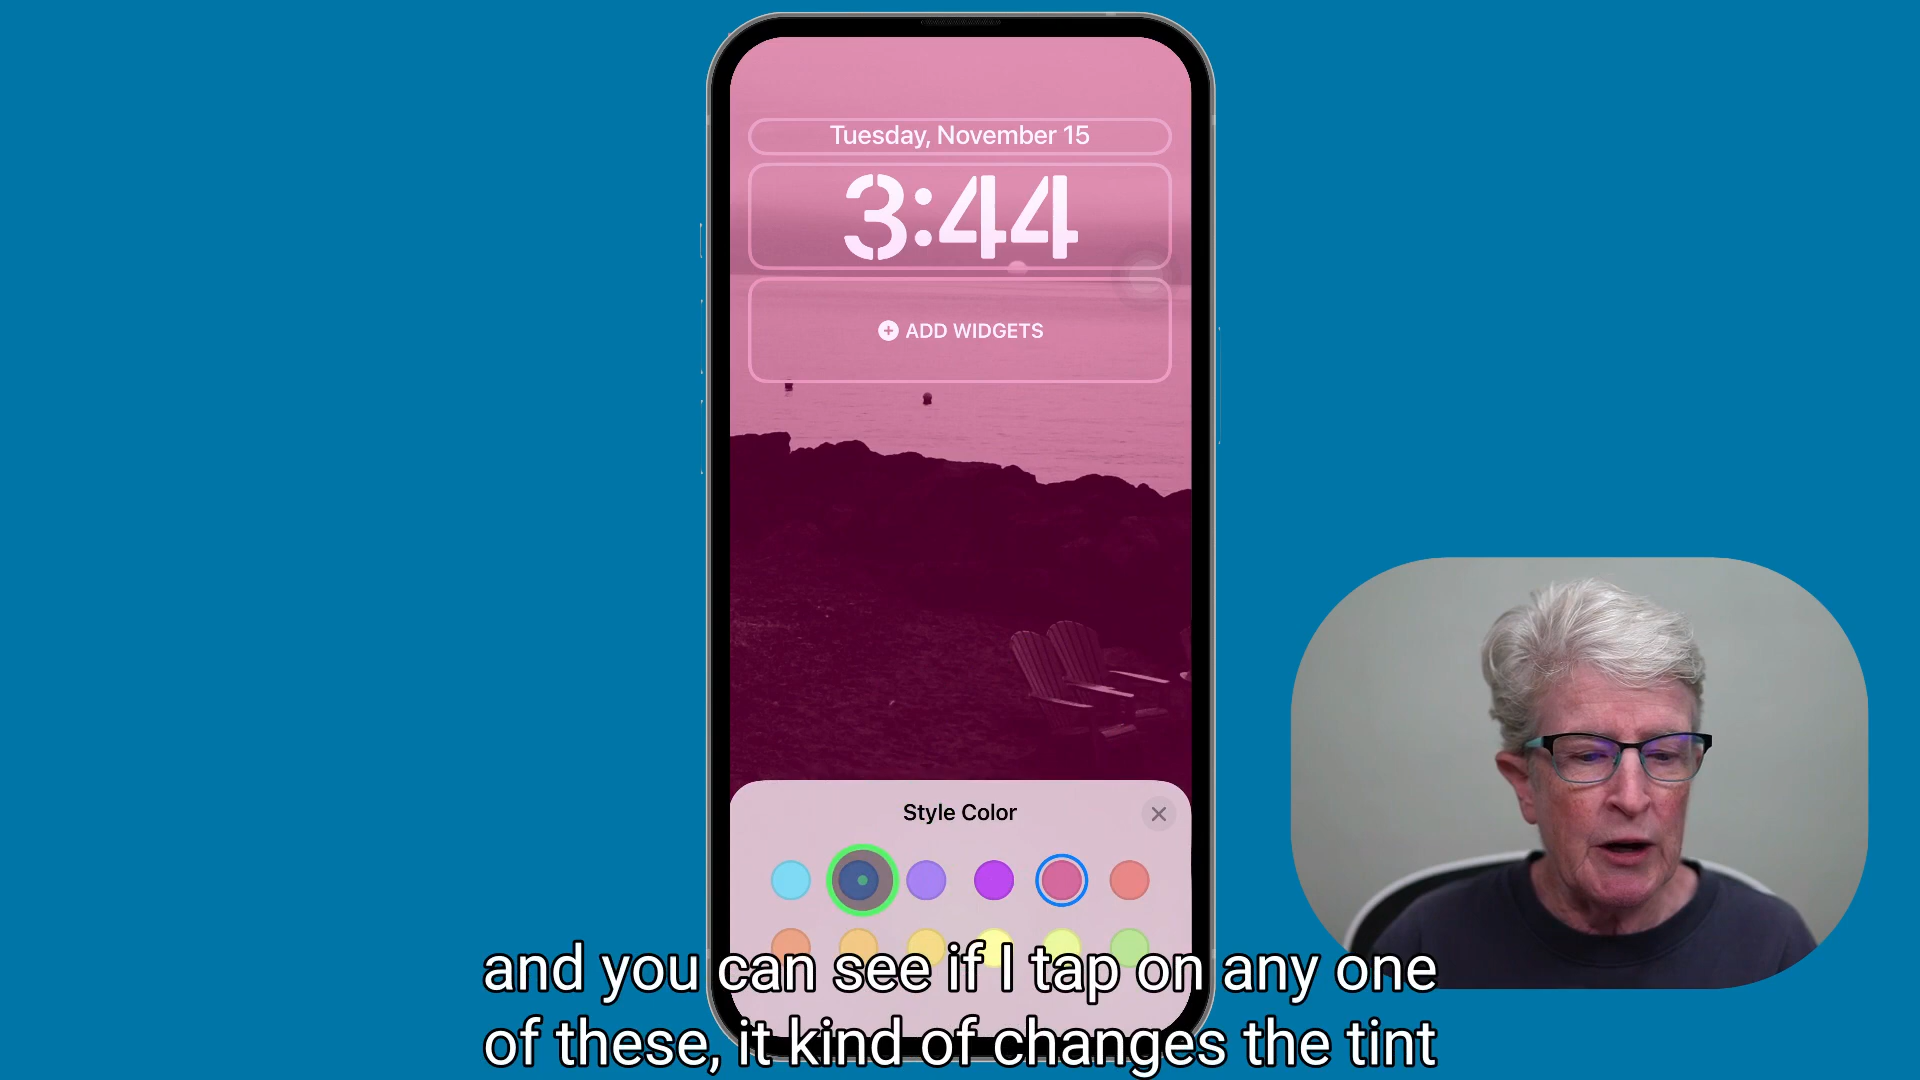 Tuesday, November 15
3:44
ADD WIDGETS
Style Color
and you can see if I tap on any one
of these, it kind of changes the tint